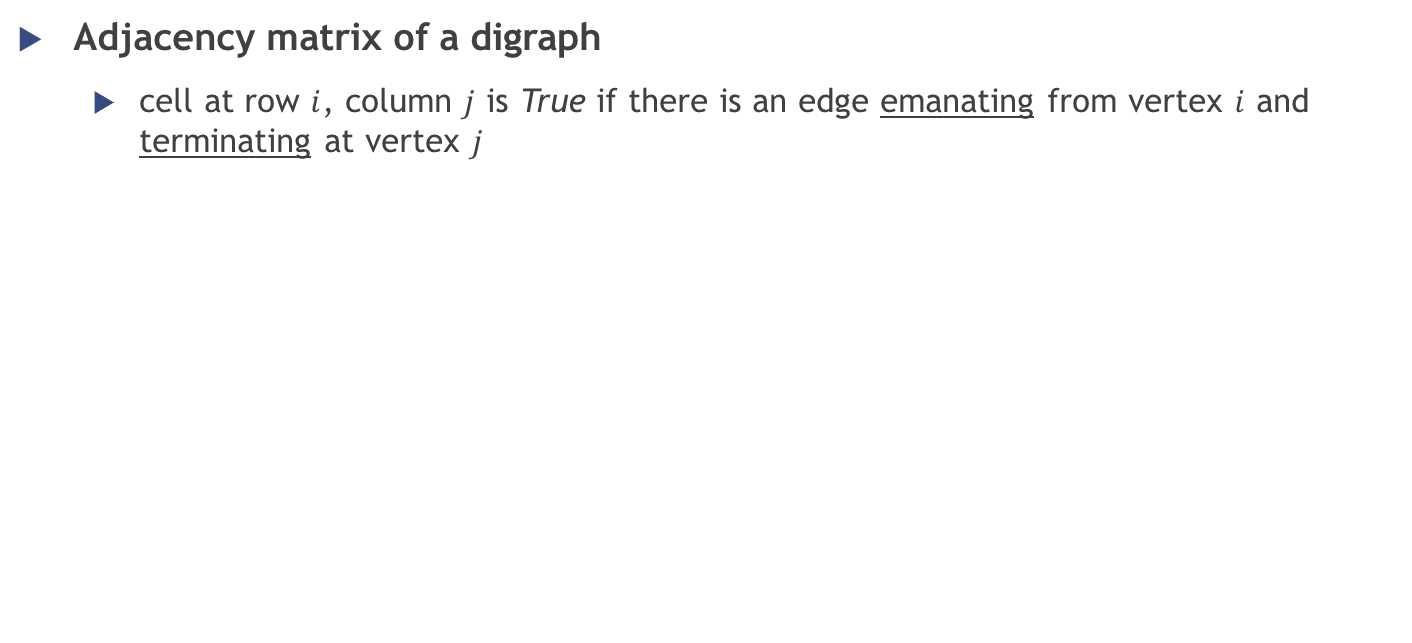 Adjacency matrix of a digraph
cell at row i, column j is True if there is an edge emanating from vertex i and
terminating at vertex j